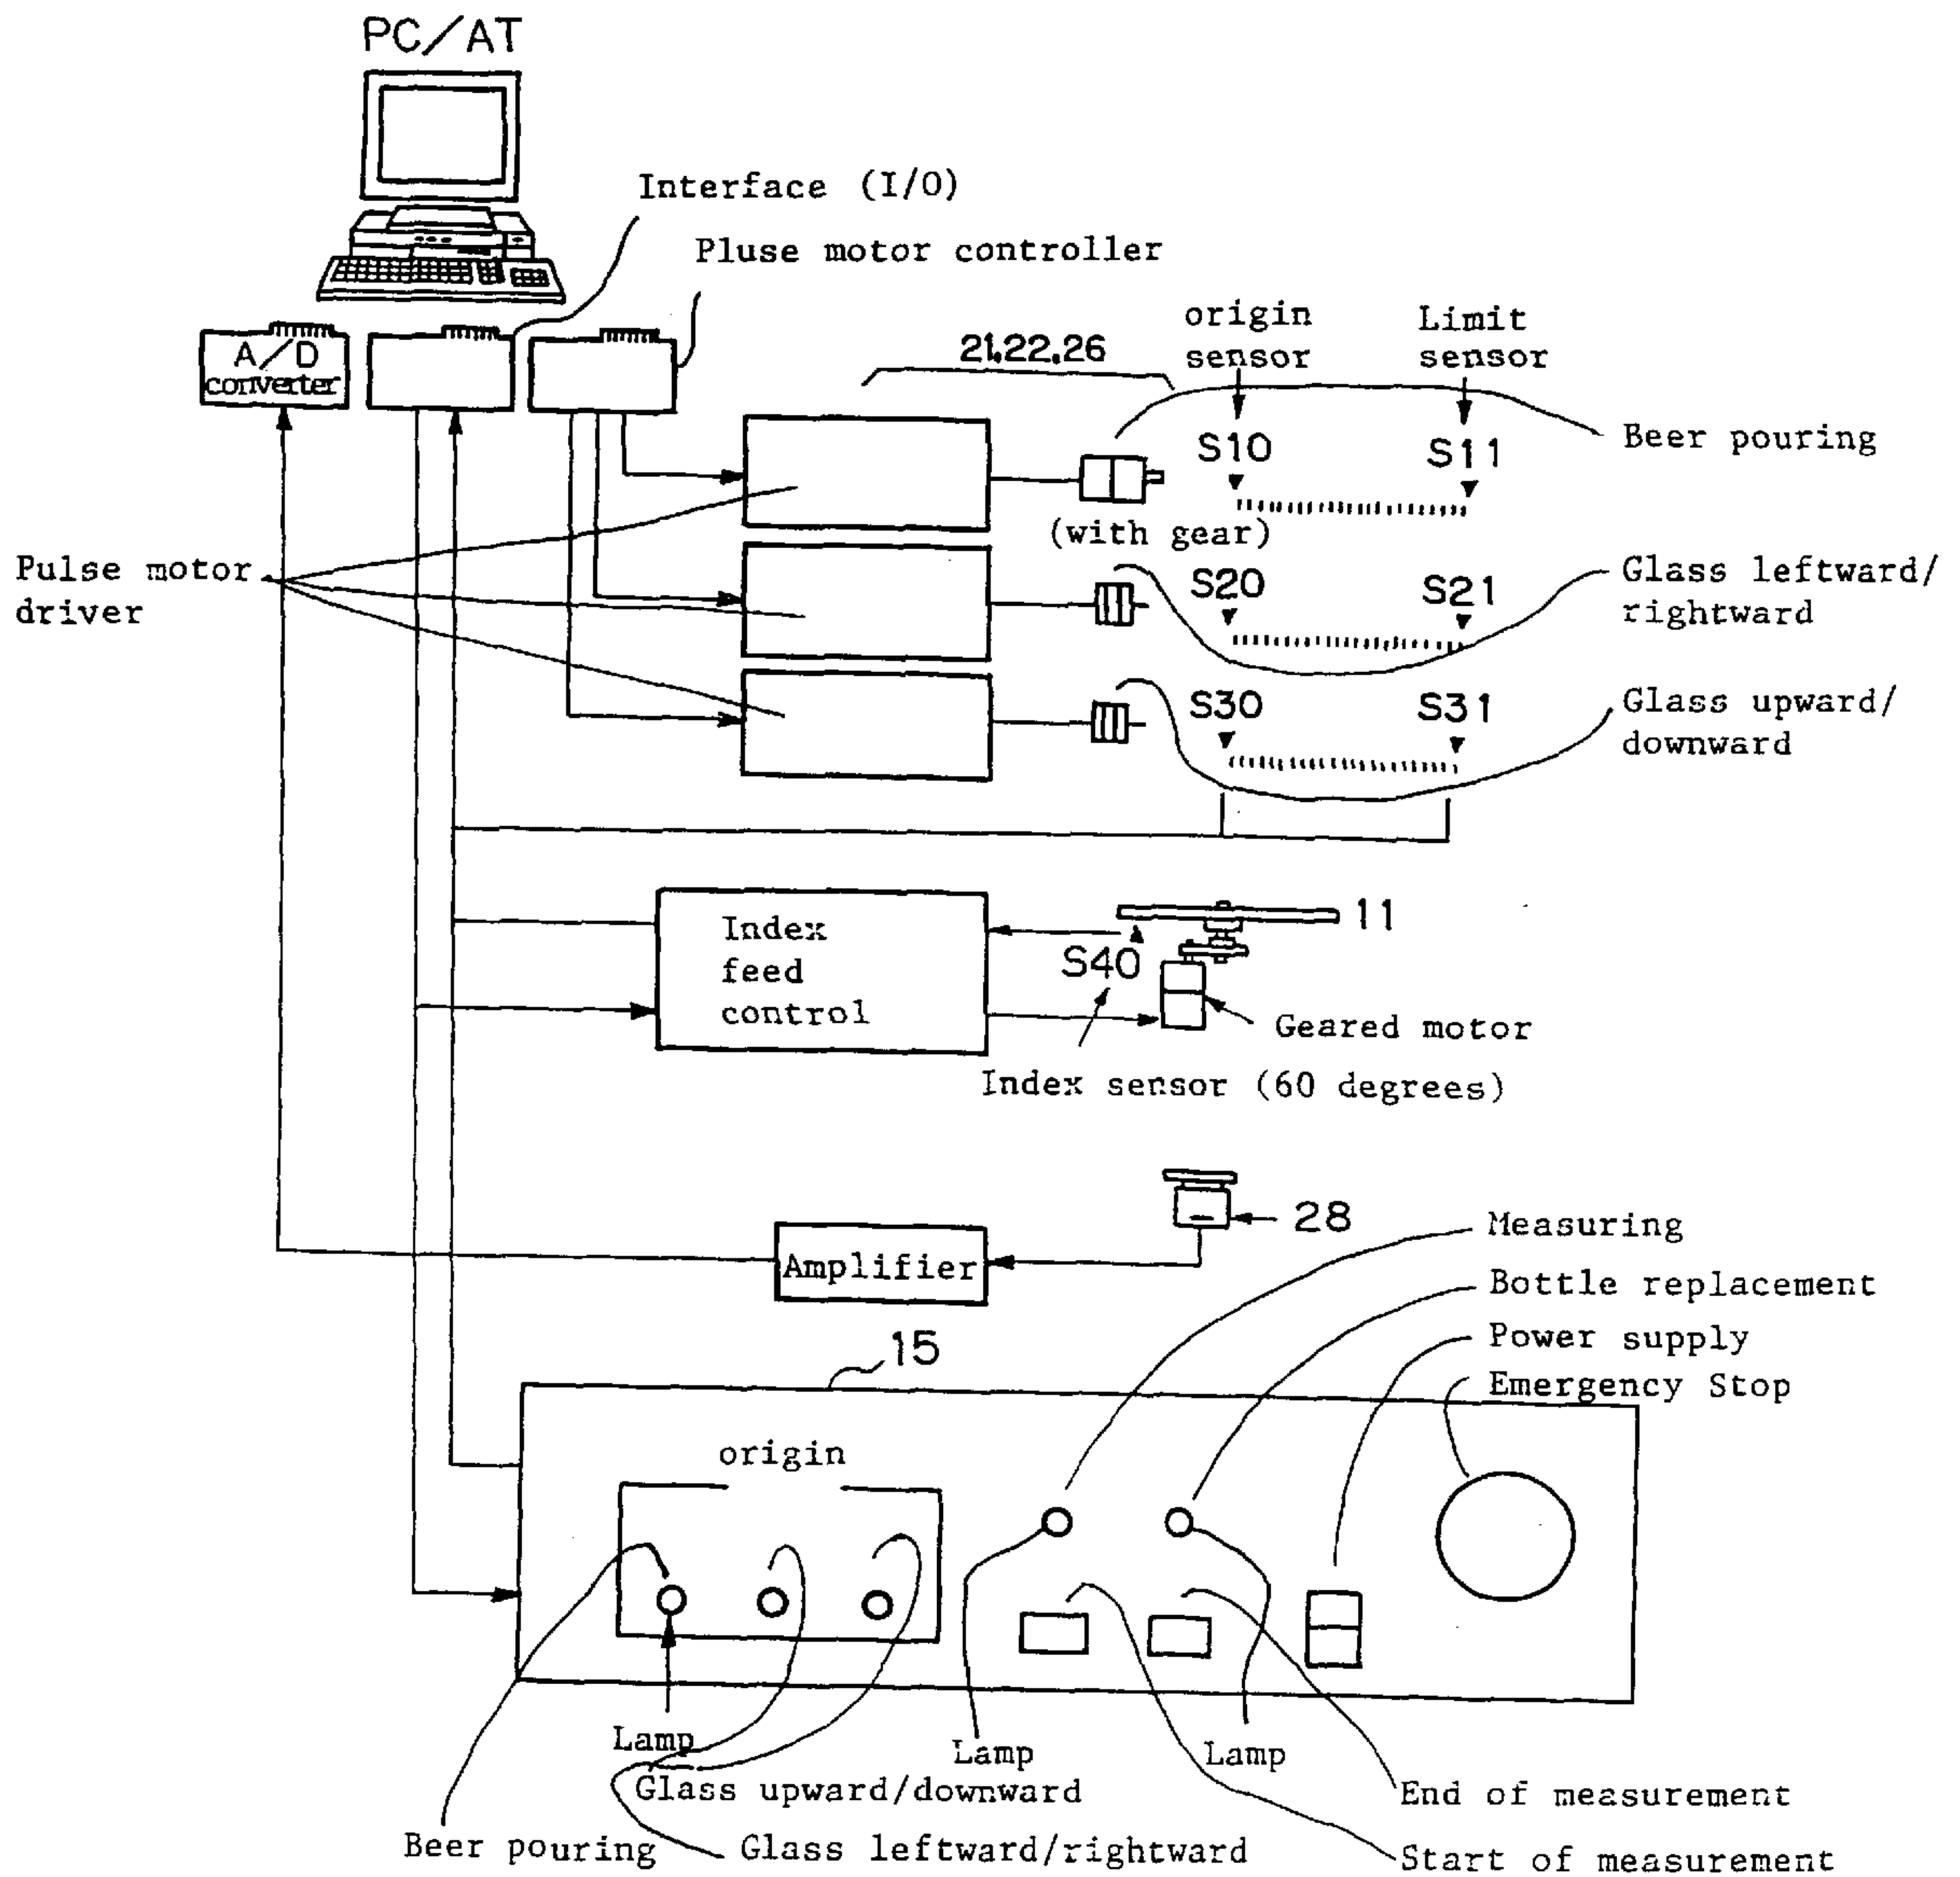 PC/AT
Interface (I/O)
Pluse motor controller
A/D
converter
origin
sensor
Limit
sensor
21.22.26
Beer pouring
S10
S11
(with gear)
Pulse motor
driver
S20
S21
Glass leftward/
rightward
S30
S31
Glass upward/
downward
Index
feed
control
11
S40
Geared motor
Index sensor (60 degrees)
28
Amplifier
Measuring
Bottle replacement
Power supply
Emergency Stop
15
origin
Lamp
Lamp
Lamp
Glass upward/downward
End of measurement
Beer pouring
Glass leftward/rightward
Start of measurement